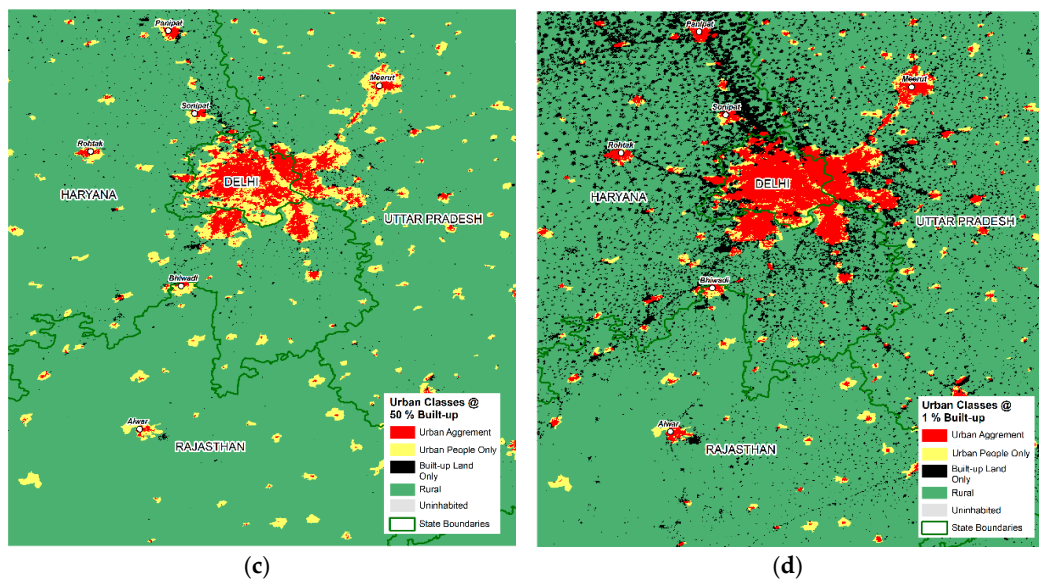 Panipat
Meerut
Sonipat
Rohtak
DELHI
HARYANA
UTTAR PRADESH
Bhiwadi
Alwar
RAJASTHAN
Urban Classes @
50 % Built-up
Urban Aggrement
Urban People Only
Built-up Land
Only
Rural
Uninhabited
State Boundaries
(c)
Panipat
Meerut
Sonipat
Rohtak
DELHI
HARYANA
UTTAR PRADESH
Bhiwadi
Alwar
RAJASTHAN
Urban Classes @
1 % Built-up
Urban Aggrement
Urban People Only
Built-up Land
Only
Rural
Uninhabited
State Boundaries
(d)